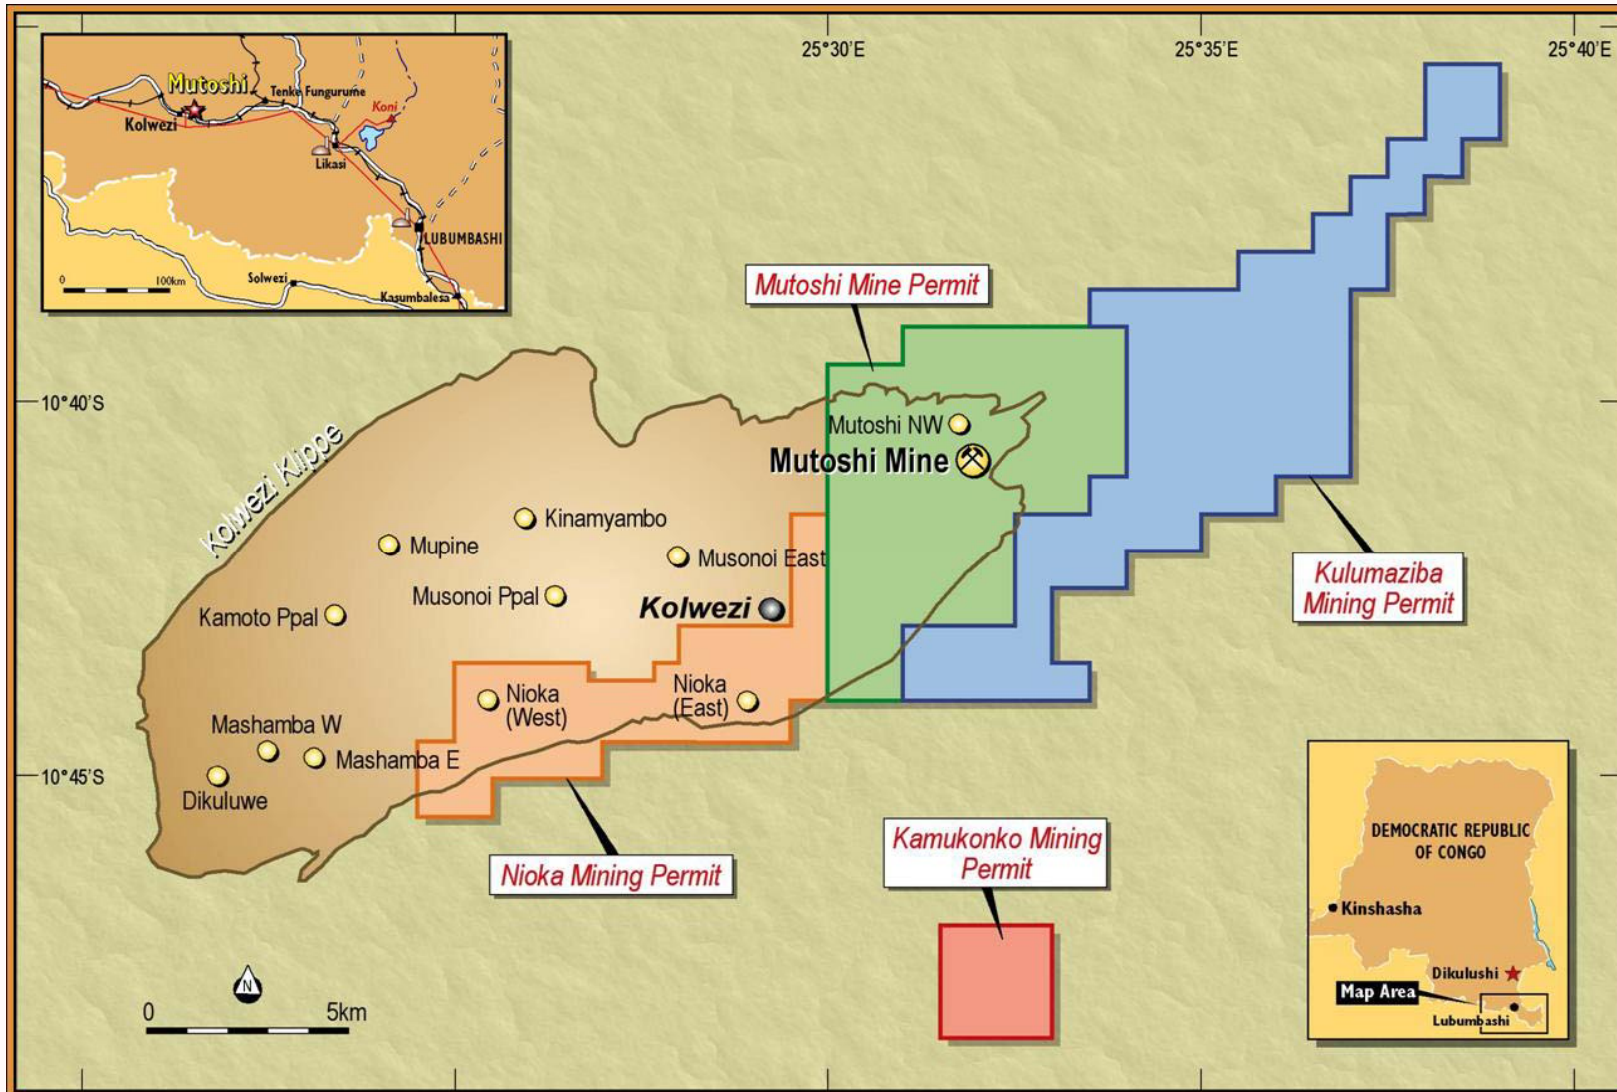 25°30'E
25°35'E
25°40'E
Mutoshi
Tenke Fungurume
Koni
Kolwezi
Likasi
LUBUMBASHI
Solwezi
Kasumbalesa
0 100km
Mutoshi Mine Permit
10°40'S
Kolwezi Klippe
Mutoshi NW
Mutoshi Mine
Kinamyambo
Mupine
Musonoi East
Musonoi Ppal
Kolwezi
Kamoto Ppal
Kulumaziba
Mining Permit
Nioka
(West)
Nioka
(East)
Mashamba W
Mashamba E
Dikuluwe
10°45'S
Nioka Mining Permit
Kamukonko Mining
Permit
DEMOCRATIC REPUBLIC
OF CONGO
Kinshasha
Dikulushi
Map Area
Lubumbashi
N
0 5km